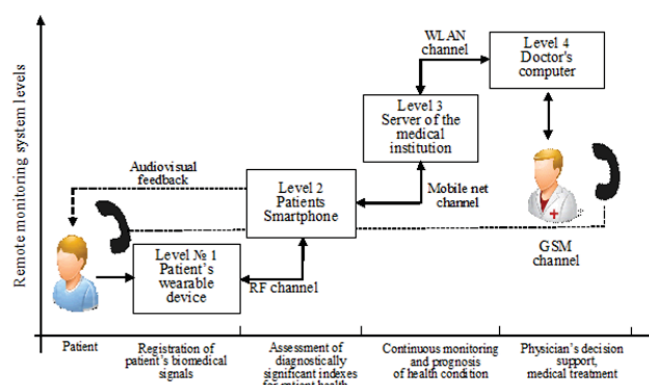 Remote monitoring system levels
WLAN
channel
Level 4
Doctor's
computer
Level 3
Server of the
medical
institution
Audiovisual
feedback
Level 2
Patients
Smartphone
Mobile net
channel
Level № 1
Patient's
wearable
device
RF channel
GSM
channel
Patient
Registration of
patient's biomedical
signals
Assessment of
diagnostically
significant indexes
for patient health
Continuous monitoring
and prognosis
of health condition
Physician's decision
support,
medical treatment